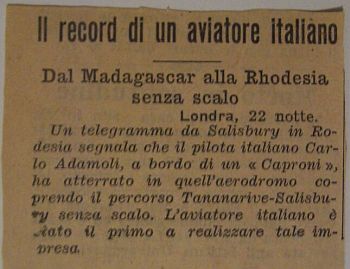 Il record di un aviatore italiano
Dal Madagascar alla Rhodesia
senza scalo
Londra, 22 notte.
Un telegramma da Salisbury in Ro-
desia segnala che il pilota italiano Car-
lo Adamoli, a bordo di un « Caproni »,
ha atterrato in quell'aerodromo co-
prendo il percorso Tananarive-Salisbu-
ry senza scalo. L'aviatore italiano è
stato il primo a realizzare tale im-
presa.